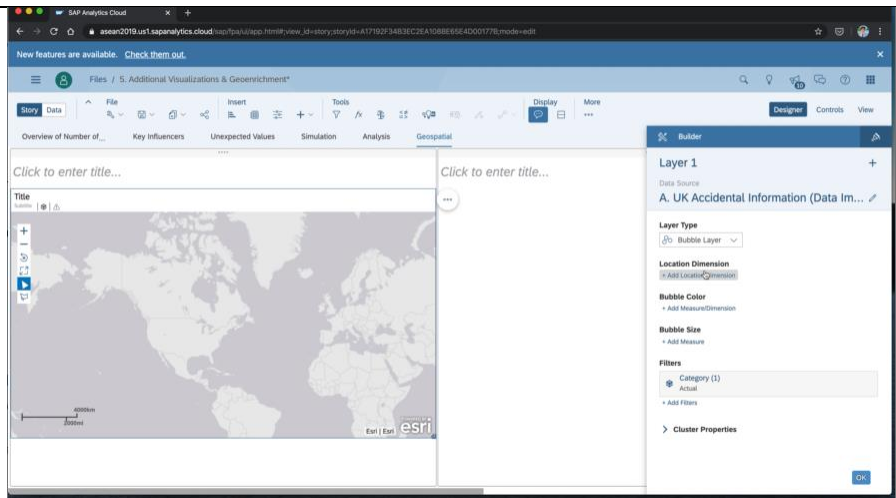 SAP Analytics Cloud
asean2019.us1.sapanalytics.cloud/sap/fpa/ui/app.html#;view_id=story;storyId=A17192F34B3EC2EA1088E65E4D00177B;mode=edit
New features are available. Check them out.
Files / 5. Additional Visualizations & Geoenrichment*
Story Data
File
Insert
Tools
Display
More
Designer Controls View
Overview of Number of... Key Influencers Unexpected Values Simulation Analysis Geospatial
Click to enter title...
Click to enter title...
Title
Subtitle
4000km
2000mi
Esri | Esri
esri
Builder
Layer 1
Data Source
A. UK Accidental Information (Data Im...
Layer Type
Bubble Layer
Location Dimension
+ Add Location Dimension
Bubble Color
+ Add Measure/Dimension
Bubble Size
+ Add Measure
Filters
Category (1)
Actual
+ Add Filters
Cluster Properties
OK